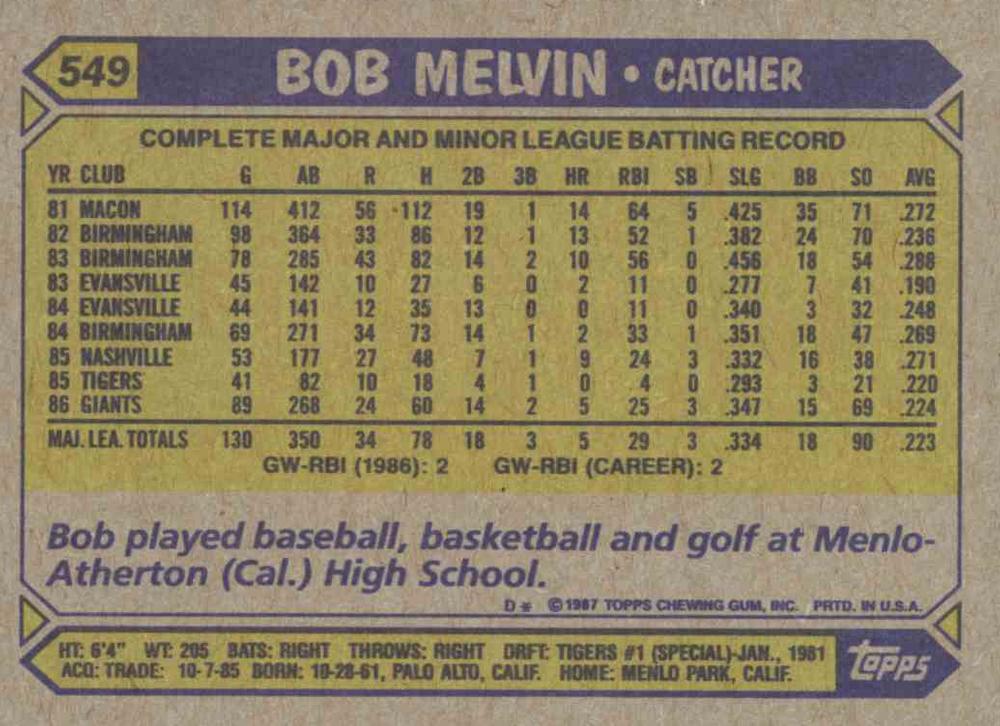 549 BOB MELVIN • CATCHER
COMPLETE MAJOR AND MINOR LEAGUE BATTING RECORD
YR CLUB G AB R H 2B 3B HR RBI SB SLG BB SO AVG
81 MACON 114 412 56 112 19 1 14 64 5 .425 35 71 .272
82 BIRMINGHAM 98 364 33 86 12 1 13 52 1 .382 24 70 .236
83 BIRMINGHAM 78 285 43 82 14 2 10 56 0 .456 18 54 .288
83 EVANSVILLE 45 142 10 27 6 0 2 11 0 .277 7 41 .190
84 EVANSVILLE 44 141 12 35 13 0 0 11 0 .340 3 32 .248
84 BIRMINGHAM 69 271 34 73 14 1 2 33 1 .351 18 47 .269
85 NASHVILLE 53 177 27 48 7 1 9 24 3 .332 16 38 .271
85 TIGERS 41 82 10 18 4 1 0 4 0 .293 3 21 .220
86 GIANTS 89 268 24 60 14 2 5 25 3 .347 15 69 .224
MAJ. LEA. TOTALS 130 350 34 78 18 3 5 29 3 .334 18 90 .223
GW-RBI (1986): 2 GW-RBI (CAREER): 2
Bob played baseball, basketball and golf at Menlo-
Atherton (Cal.) High School.
D* ©1987 TOPPS CHEWING GUM, INC. PRTD. IN U.S.A.
HT: 6'4" WT: 205 BATS: RIGHT THROWS: RIGHT DRFT: TIGERS #1 (SPECIAL)-JAN., 1981
ACQ: TRADE: 10-7-85 BORN: 10-28-61, PALO ALTO, CALIF. HOME: MENLO PARK, CALIF.
topps